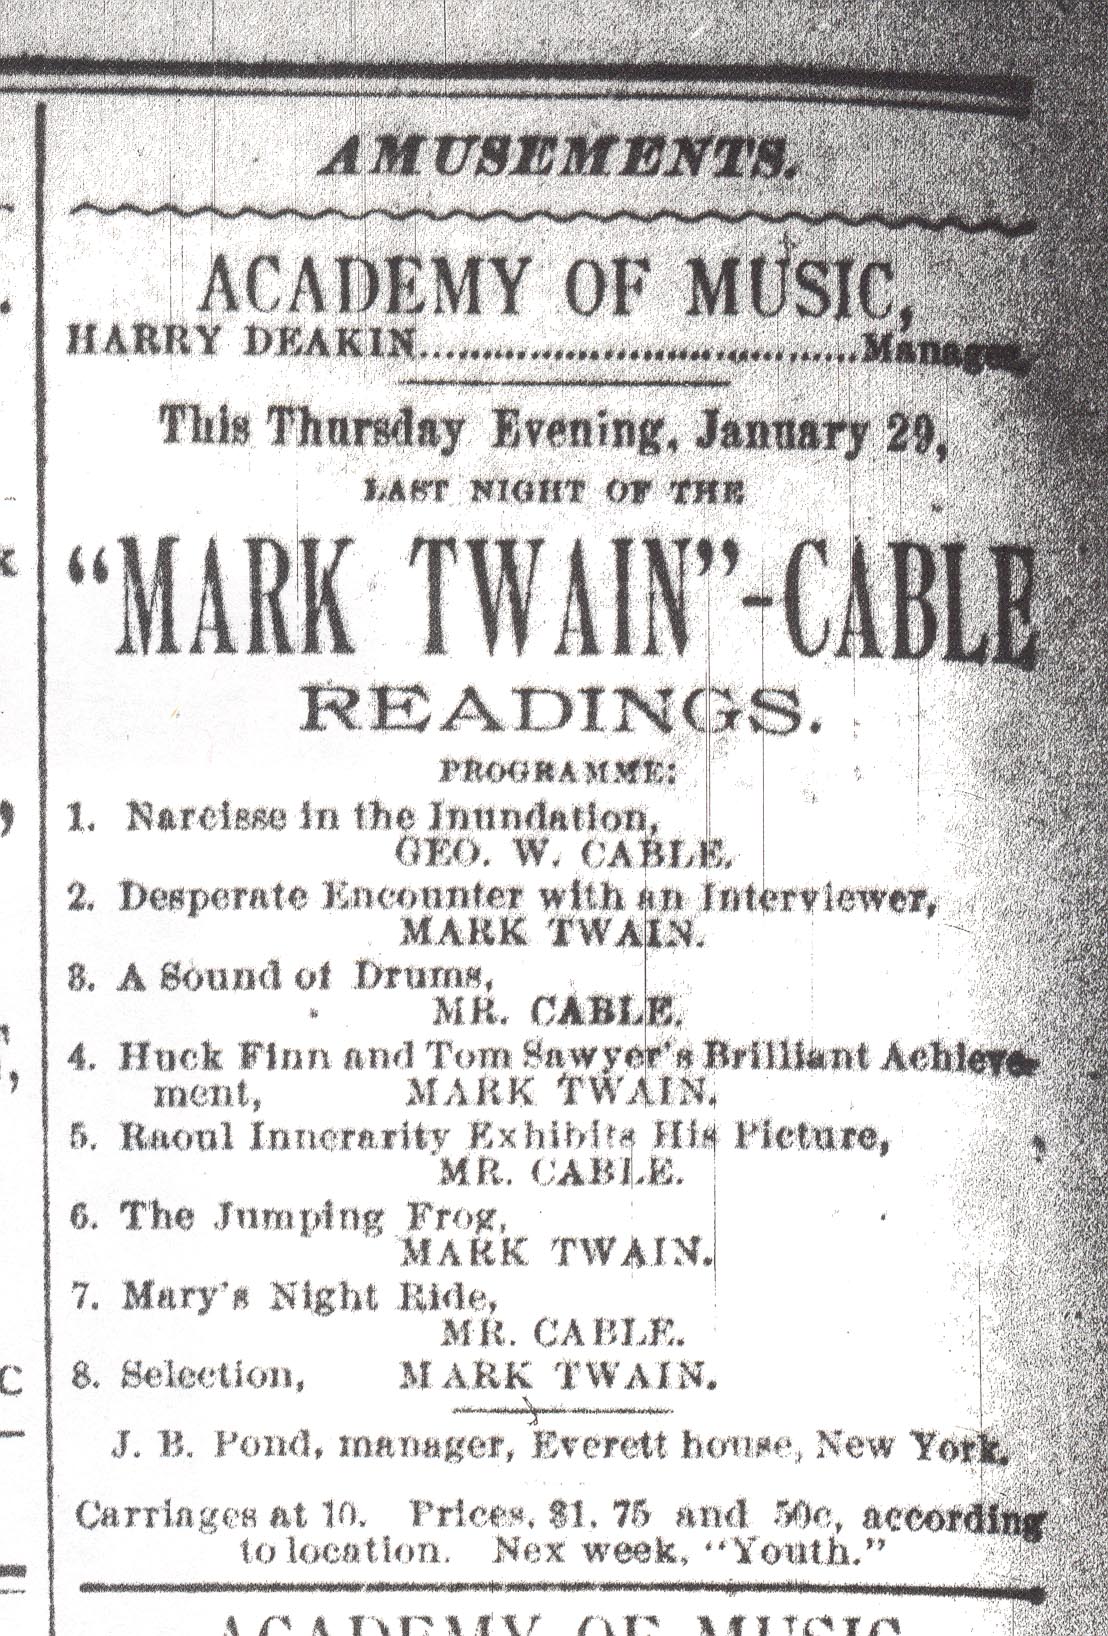 AMUSEMENTS.
ACADEMY OF MUSIC,
HARRY DEAKIN........................................Manager.
This Thursday Evening, January 29,
LAST NIGHT OF THE
“MARK TWAIN”-CABLE
READINGS.
PROGRAMME:
1. Narcisse in the Inundation,
GEO. W. CABLE.
2. Desperate Encounter with an Interviewer,
MARK TWAIN.
3. A Sound of Drums,
MR. CABLE.
4. Huck Finn and Tom Sawyer's Brilliant Achieve-
ment, MARK TWAIN.
5. Raoul Innerarity Exhibits His Picture,
MR. CABLE.
6. The Jumping Frog,
MARK TWAIN.
7. Mary's Night Ride,
MR. CABLE.
8. Selection, MARK TWAIN.
J. B. Pond, manager, Everett house, New York.
Carriages at 10. Prices, $1, 75 and 50c, according
to location. Nex week, “Youth.”
ACADEMY OF MUSIC